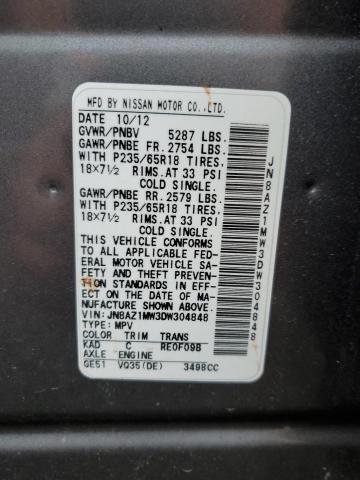 MFD BY NISSAN MOTOR CO.,LTD.
DATE 10/12
GVWR/PNBV 5287 LBS.
GAWR/PNBE FR. 2754 LBS.
WITH P235/65R18 TIRES,
18×7½ RIMS.AT 33 PSI
COLD SINGLE.
GAWR/PNBE RR. 2579 LBS.
WITH P235/65R18 TIRES,
18×7½ RIMS.AT 33 PSI
COLD SINGLE.
THIS VEHICLE CONFORMS
TO ALL APPLICABLE FED-
ERAL MOTOR VEHICLE SA-
FETY AND THEFT PREVEN-
TION STANDARDS IN EFF-
ECT ON THE DATE OF MA-
NUFACTURE SHOWN ABOVE.
VIN: JN8AZ1MW3DW304848
TYPE: MPV
COLOR TRIM TRANS
KAD C RE0F09B
AXLE ENGINE
GE51 VQ35(DE) 3498CC
JN8AZ1MW3DW304848